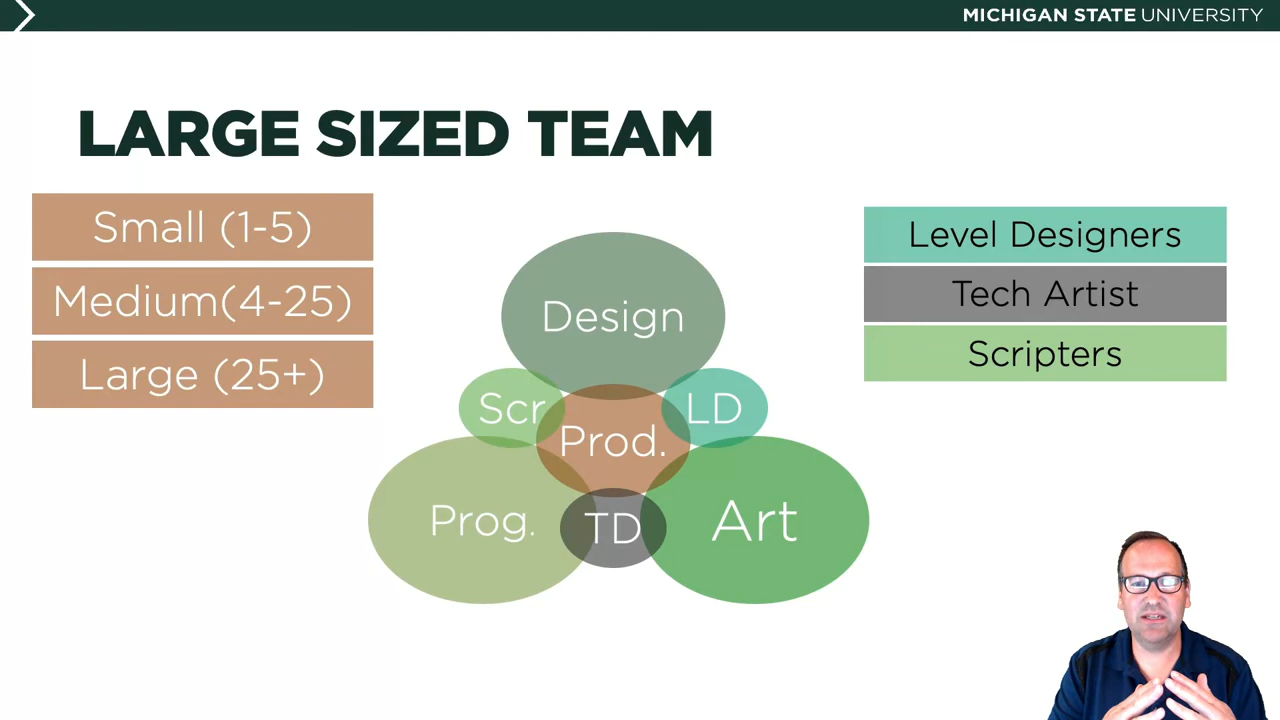 MICHIGAN STATE UNIVERSITY
LARGE SIZED TEAM
Small (1-5)
Medium(4-25)
Large (25+)
Level Designers
Tech Artist
Scripters
Design
Scr
LD
Prod.
Prog.
TD
Art